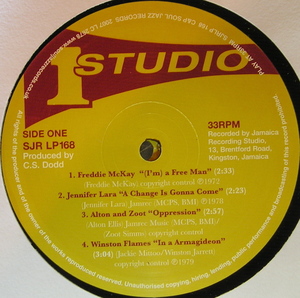 1 STUDIO
SIDE ONE
SJR LP168
Produced by
C.S. Dodd
33RPM
Recorded by Jamaica
Recording Studio,
13, Brentford Road,
Kingston, Jamaica
1. Freddie McKay "(I'm) a Free Man" (2:33)
(Freddie McKay) copyright control ℗1972
2. Jennifer Lara "A Change Is Gonna Come" (2:23)
(Jennifer Lara) Jamrec (MCPS, BMI) ℗1978
3. Alton and Zoot "Oppression" (2:57)
(Alton Ellis) Jamrec Music (MCPS, BMI)/
(Zoot Simms) copyright control
4. Winston Flames "In a Armagideon"
(3:04) (Jackie Mittoo/Winston Jarrett)
copyright control ℗1979
All rights of the producer and of the owner of the works reproduced reserved. Unauthorised copying, hiring, lending, public performance and broadcasting